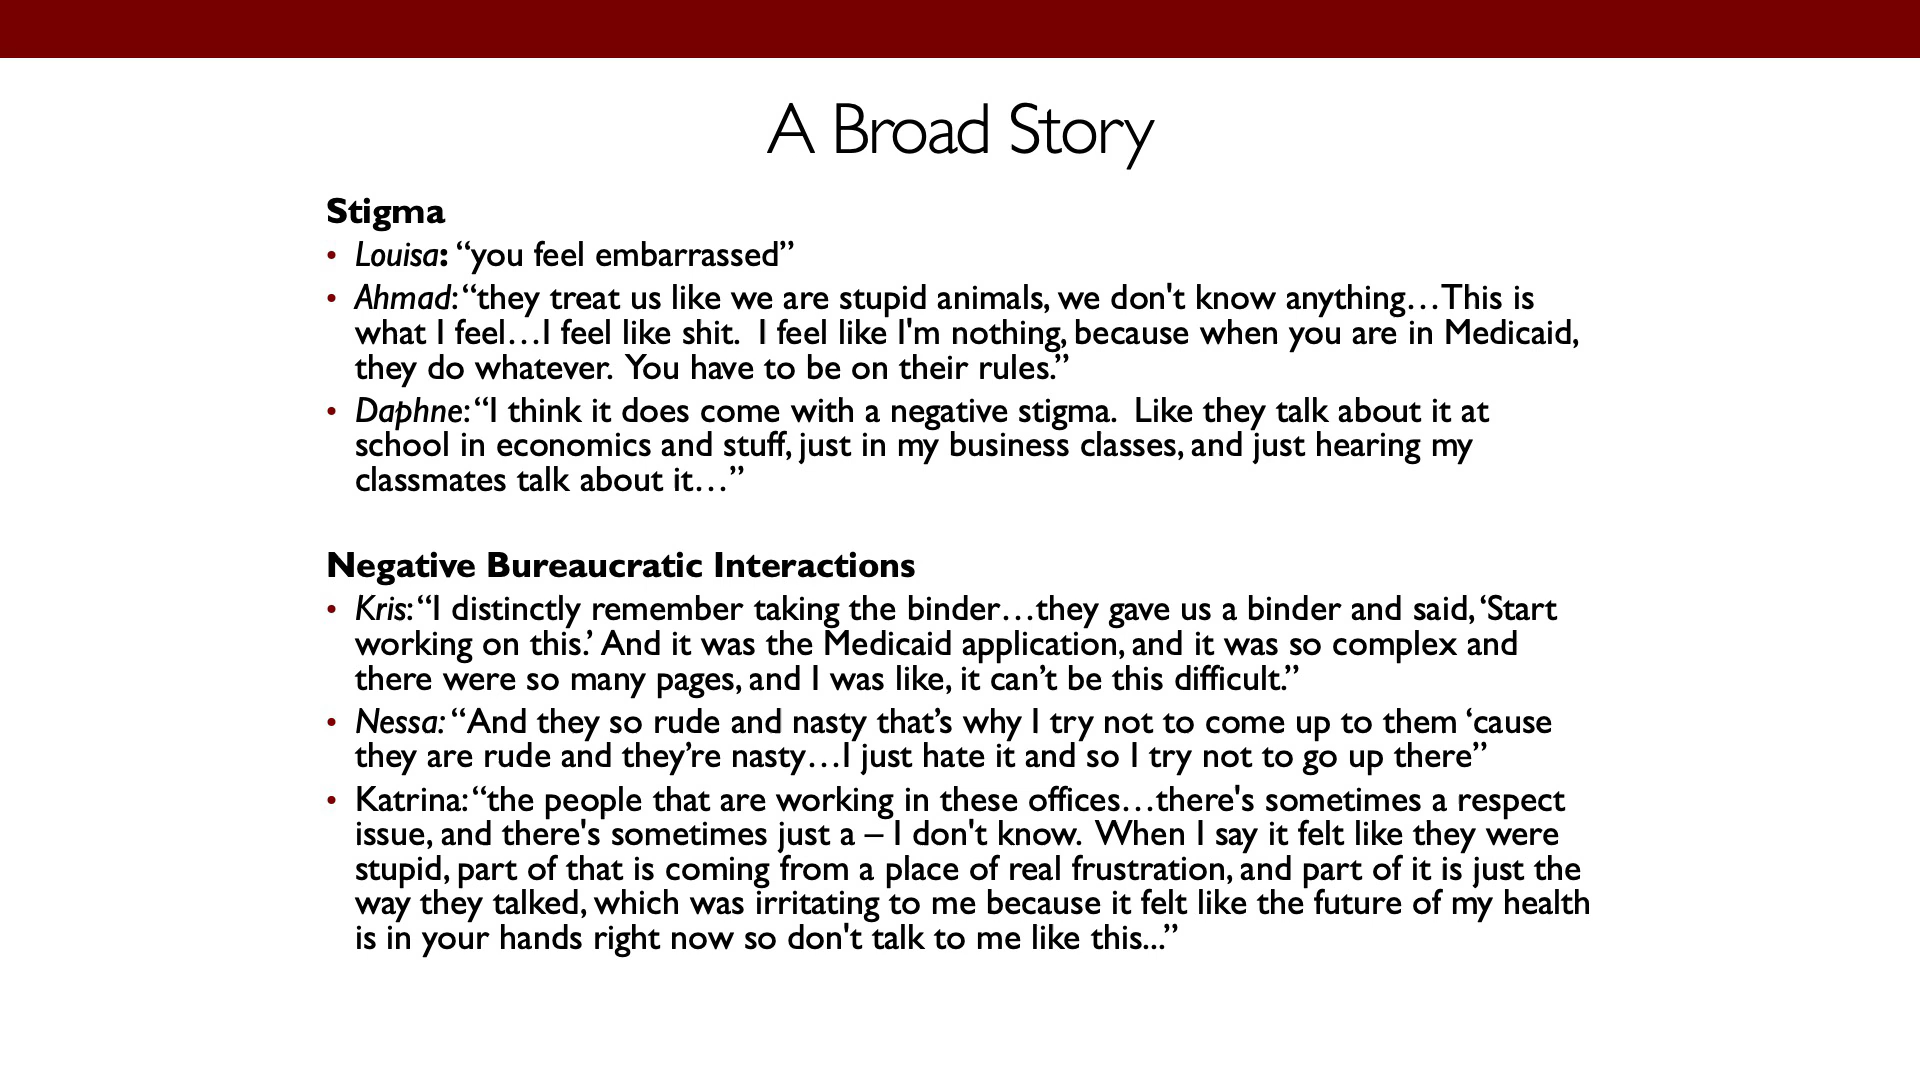 A Broad Story
Stigma
• Louisa: “you feel embarrassed”
• Ahmad: “they treat us like we are stupid animals, we don't know anything…This is
what I feel…I feel like shit.  I feel like I'm nothing, because when you are in Medicaid,
they do whatever.  You have to be on their rules.”
• Daphne: “I think it does come with a negative stigma.  Like they talk about it at
school in economics and stuff, just in my business classes, and just hearing my
classmates talk about it…”
Negative Bureaucratic Interactions
• Kris: “I distinctly remember taking the binder…they gave us a binder and said, ‘Start
working on this.’ And it was the Medicaid application, and it was so complex and
there were so many pages, and I was like, it can’t be this difficult.”
• Nessa: “And they so rude and nasty that’s why I try not to come up to them ‘cause
they are rude and they’re nasty…I just hate it and so I try not to go up there”
• Katrina: “the people that are working in these offices…there's sometimes a respect
issue, and there's sometimes just a – I don't know.  When I say it felt like they were
stupid, part of that is coming from a place of real frustration, and part of it is just the
way they talked, which was irritating to me because it felt like the future of my health
is in your hands right now so don't talk to me like this...”